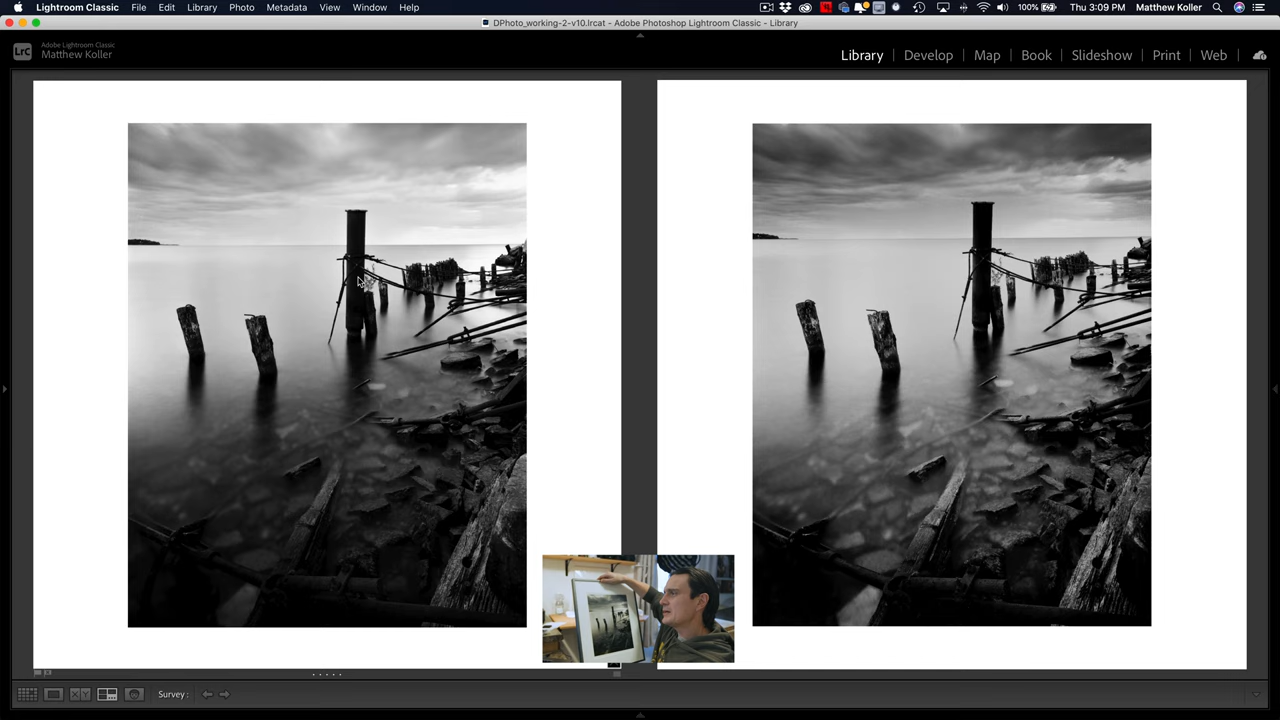 Lightroom Classic File Edit Library Photo Metadata View Window Help 100% Thu 3:09 PM Matthew Koller
DPhoto_working-2-v10.lrcat - Adobe Photoshop Lightroom Classic - Library
LrC Adobe Lightroom Classic
Matthew Koller
Library | Develop | Map | Book | Slideshow | Print | Web
XY Survey :